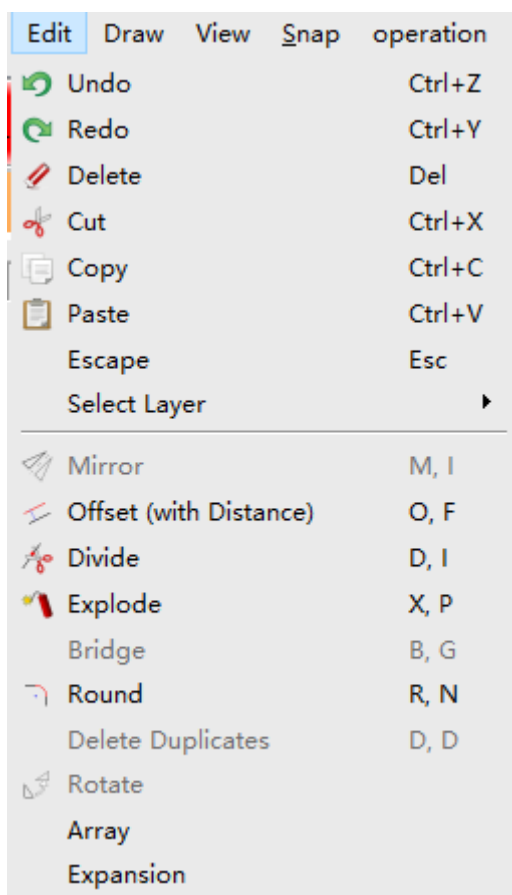 Edit Draw View Snap operation
Undo Ctrl+Z
Redo Ctrl+Y
Delete Del
Cut Ctrl+X
Copy Ctrl+C
Paste Ctrl+V
Escape Esc
Select Layer
Mirror M, I
Offset (with Distance) O, F
Divide D, I
Explode X, P
Bridge B, G
Round R, N
Delete Duplicates D, D
Rotate
Array
Expansion